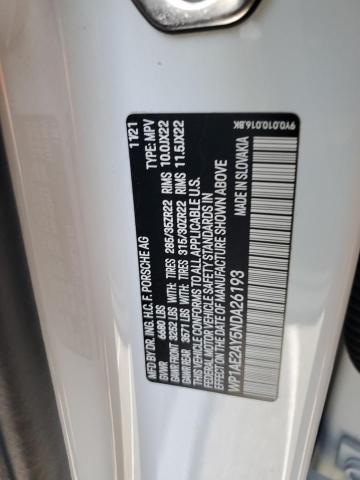 MFD. BY DR. ING. H.C. F. PORSCHE AG 11/21
GVWR 6680 LBS TYPE: MPV
GAWR FRONT 3252 LBS WITH: TIRES 285/35ZR22 RIMS 10.0JX22
GAWR REAR 3571 LBS WITH: TIRES 315/30ZR22 RIMS 11.5JX22
THIS VEHICLE CONFORMS TO ALL APPLICABLE U.S.
FEDERAL MOTOR VEHICLE SAFETY STANDARDS
IN EFFECT ON THE DATE OF MANUFACTURE SHOWN ABOVE
WP1AE2AY5NDA26193 MADE IN SLOVAKIA
9Y0.010.016.BK